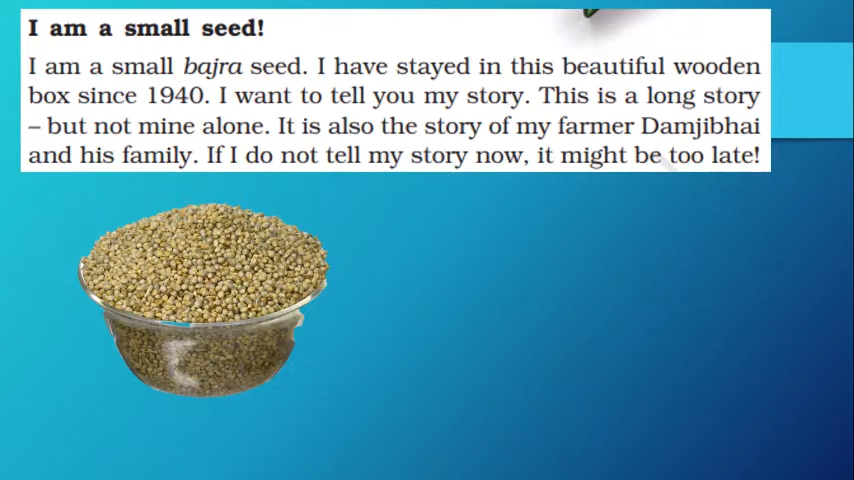 I am a small seed!
I am a small bajra seed. I have stayed in this beautiful wooden
box since 1940. I want to tell you my story. This is a long story
– but not mine alone. It is also the story of my farmer Damjibhai
and his family. If I do not tell my story now, it might be too late!